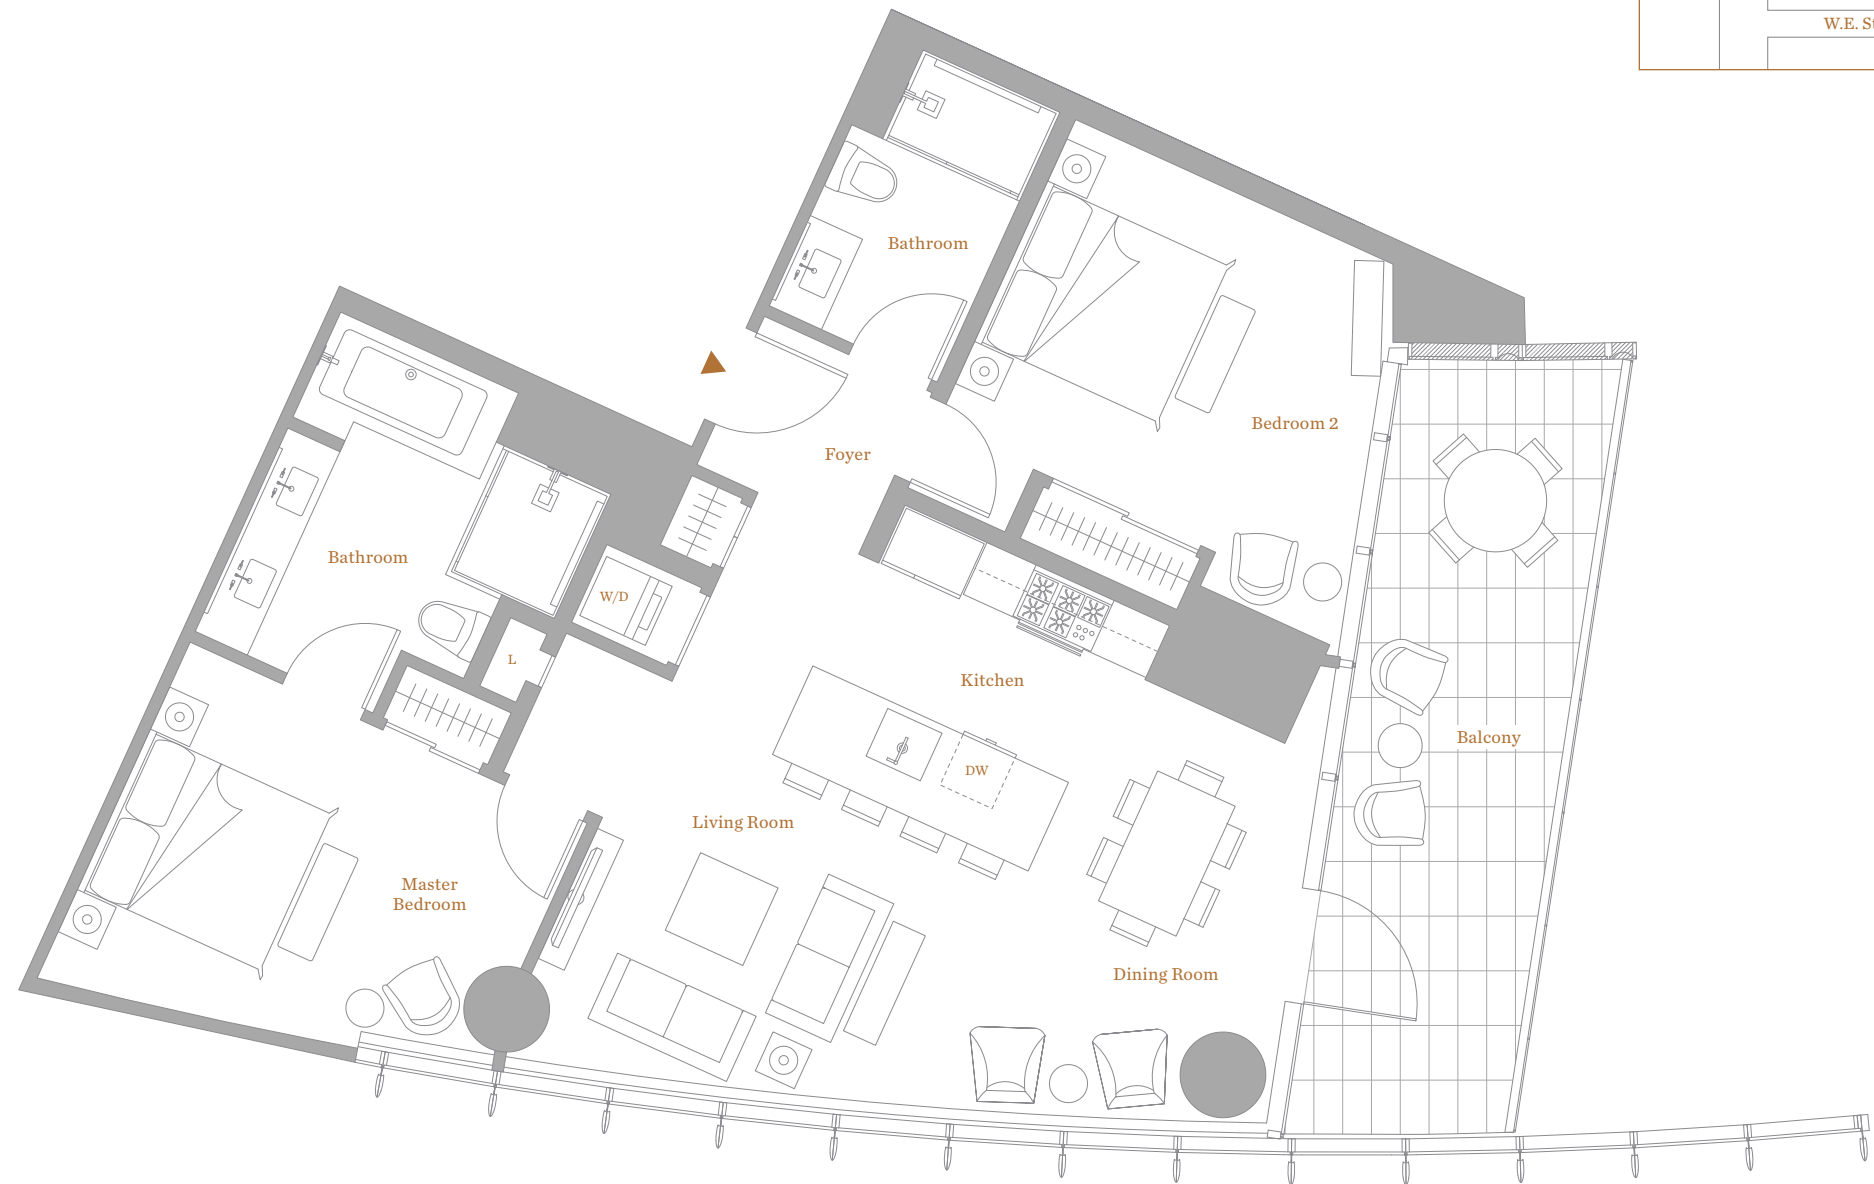 W.E.
Bathroom
Bedroom 2
Foyer
Bathroom
W/D
L
Kitchen
Balcony
DW
Living Room
Master
Bedroom
Dining Room